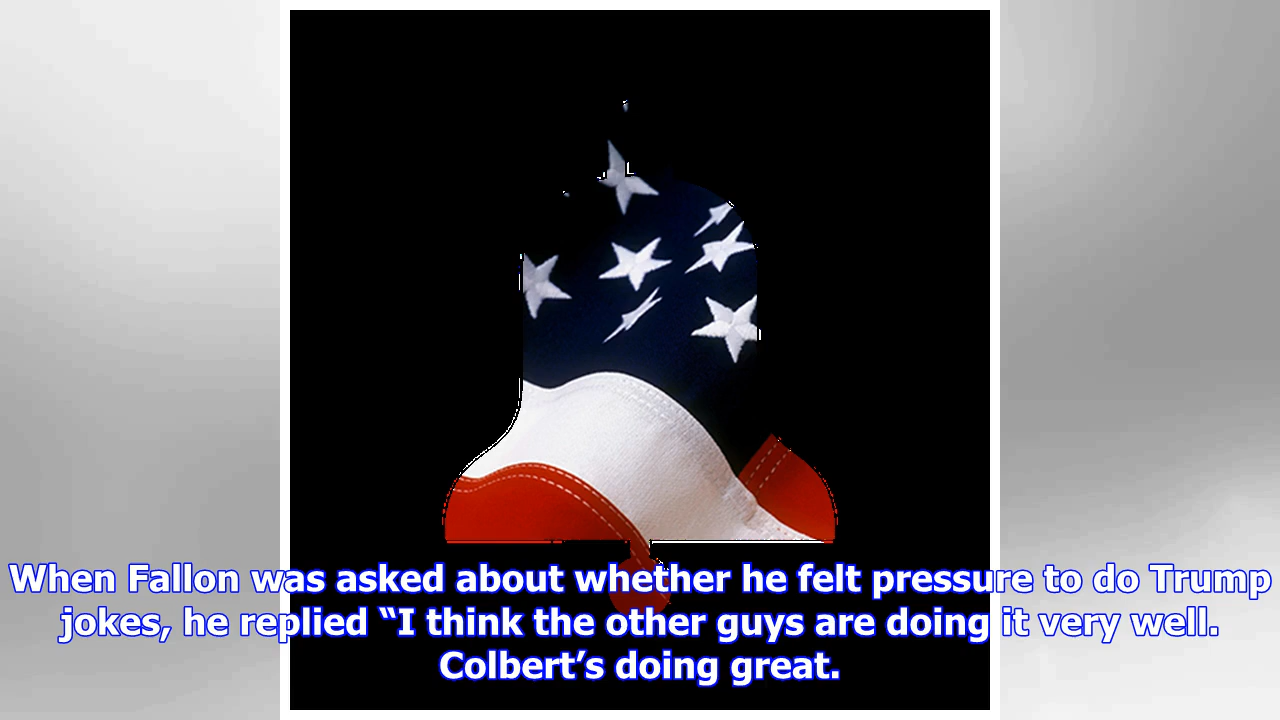 When Fallon was asked about whether he felt pressure to do Trump
jokes, he replied “I think the other guys are doing it very well.
Colbert’s doing great.